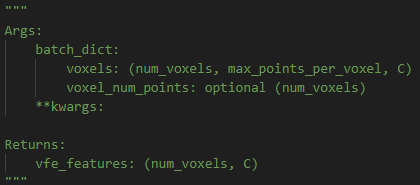 """
Args:
    batch_dict:
        voxels: (num_voxels, max_points_per_voxel, C)
        voxel_num_points: optional (num_voxels)
    **kwargs:

Returns:
    vfe_features: (num_voxels, C)
"""